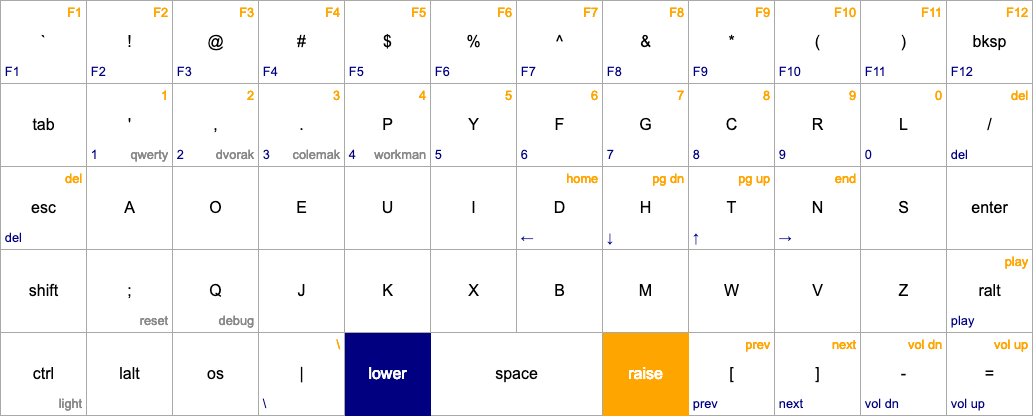 F1 F2 F3 F4 F5 F6 F7 F8 F9 F10 F11 F12
` ! @ # $ % ^ & * ( ) bksp
F1 F2 F3 F4 F5 F6 F7 F8 F9 F10 F11 F12
1 2 3 4 5 6 7 8 9 0 del
tab ' , . P Y F G C R L /
1 qwerty 2 dvorak 3 colemak 4 workman 5 6 7 8 9 0 del
del home pg dn pg up end
esc A O E U I D H T N S enter
del ← ↓ ↑ →
play
shift ; Q J K X B M W V Z ralt
reset debug play
\ prev next vol dn vol up
ctrl lalt os | lower space raise [ ] - =
light \ prev next vol dn vol up